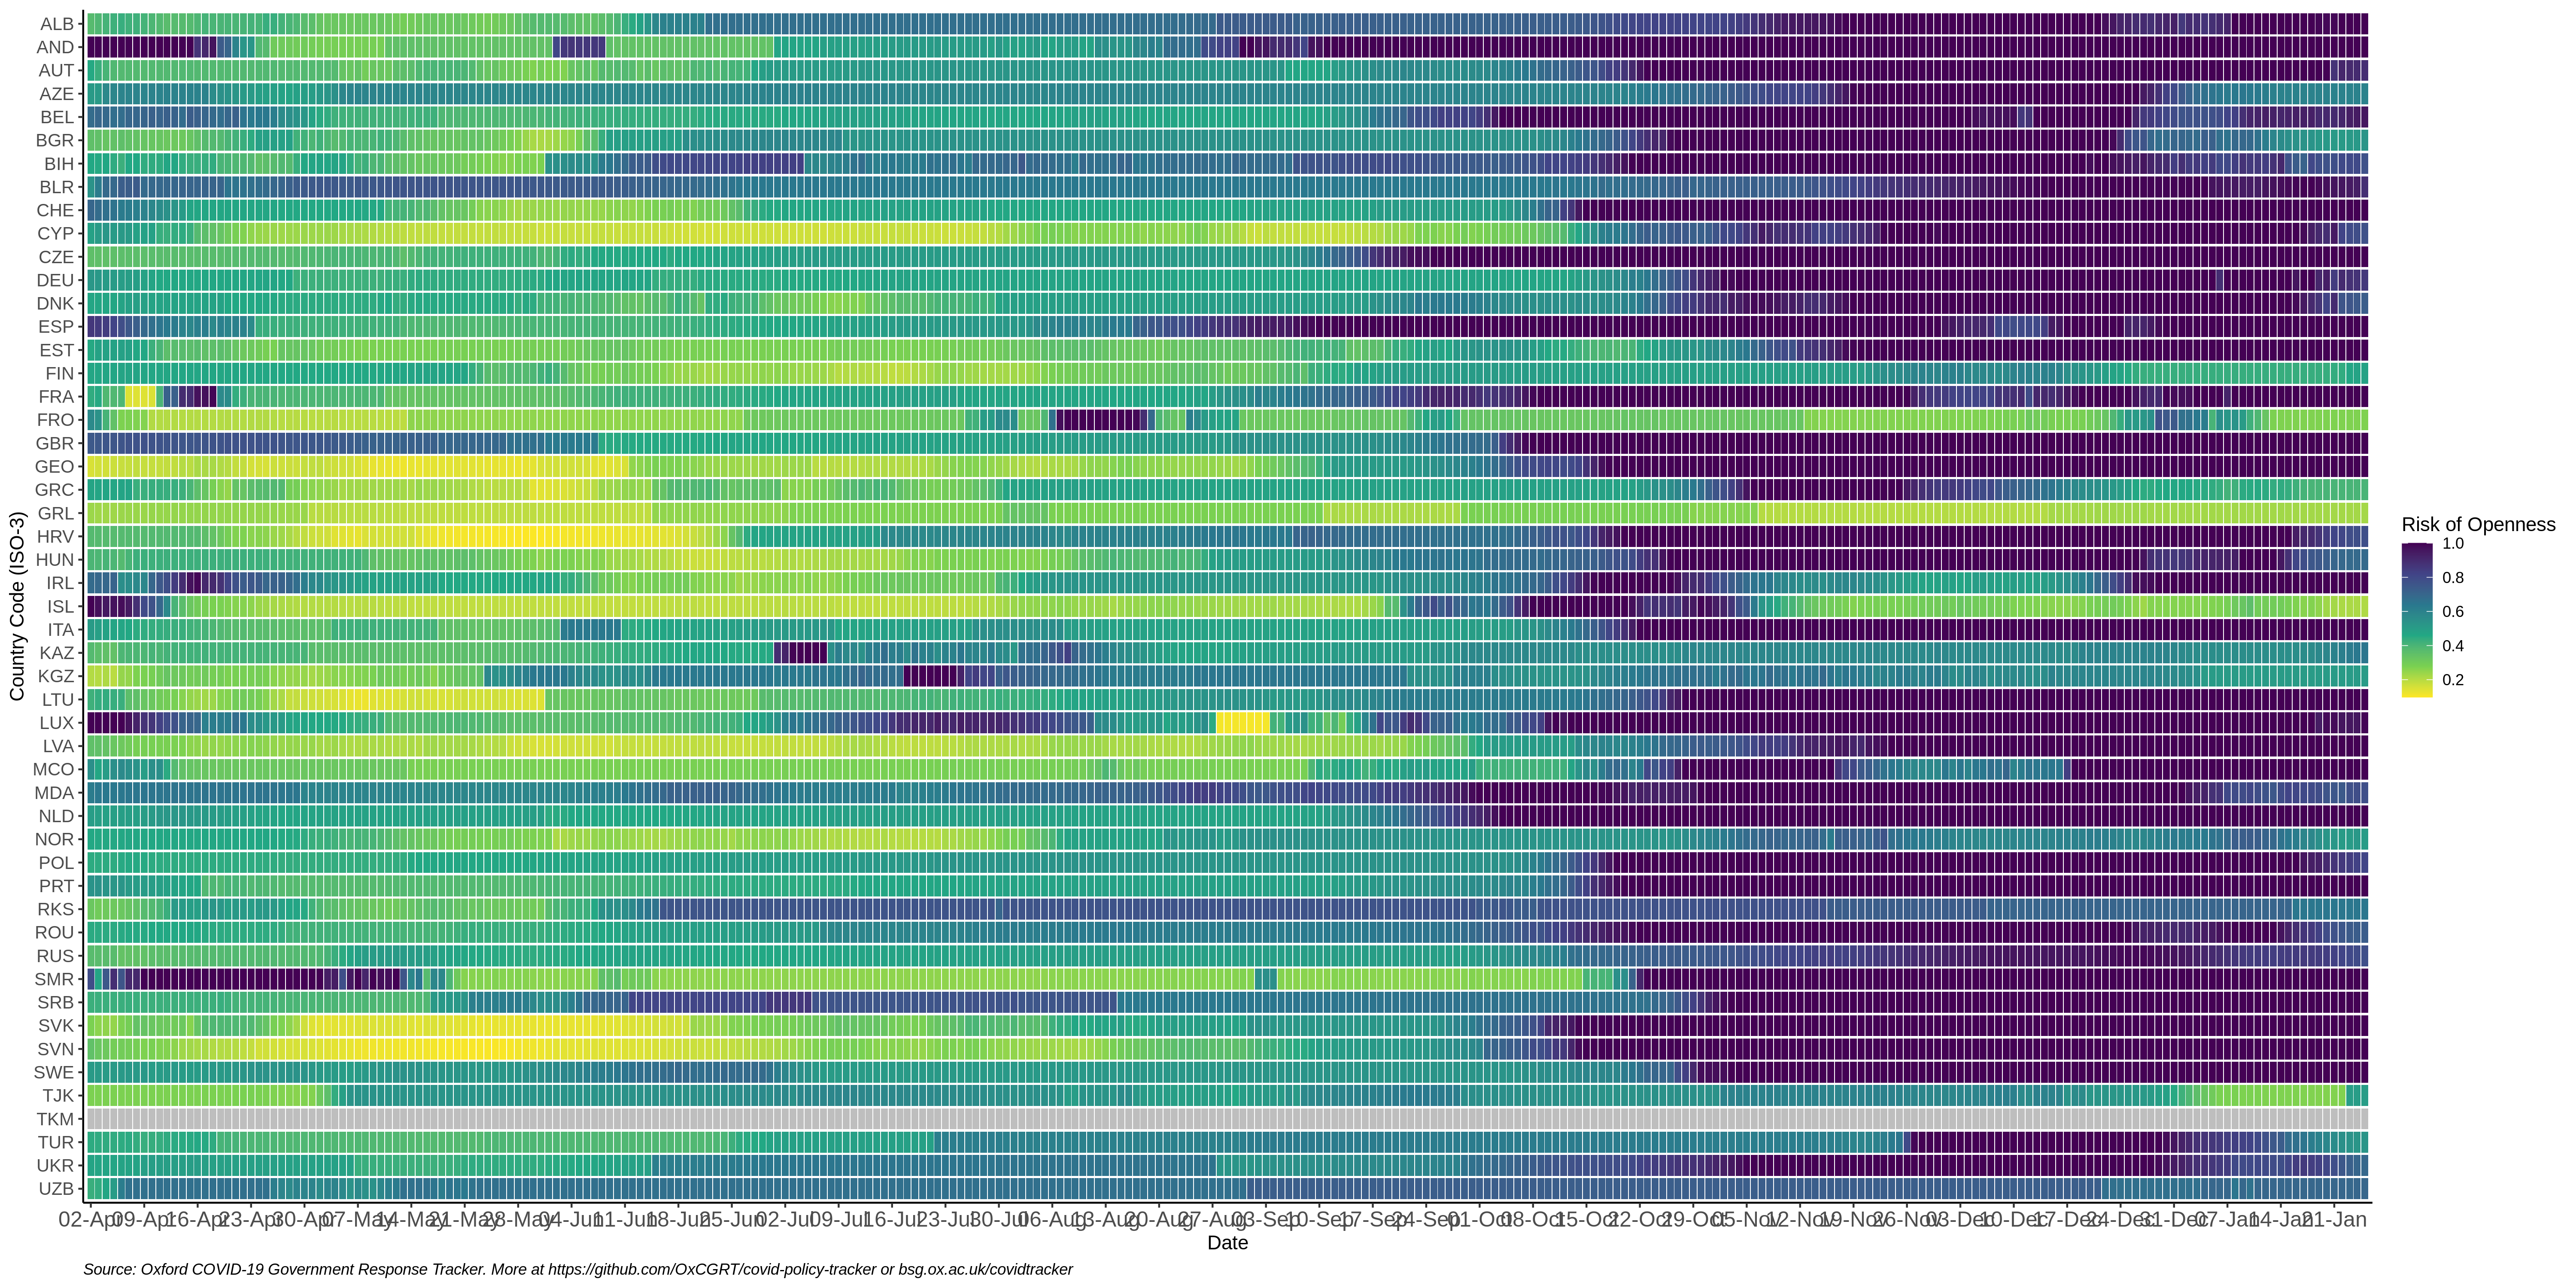 ALB
AND
AUT
AZE
BEL
BGR
BIH
BLR
CHE
CYP
CZE
DEU
DNK
ESP
EST
FIN
FRA
FRO
GBR
GEO
GRC
GRL
HRV
HUN
IRL
ISL
ITA
KAZ
KGZ
LTU
LUX
LVA
MCO
MDA
NLD
NOR
POL
PRT
RKS
ROU
RUS
SMR
SRB
SVK
SVN
SWE
TJK
TKM
TUR
UKR
UZB
Country Code (ISO-3)
02-Apr 09-Apr 16-Apr 23-Apr 30-Apr 07-May 14-May 21-May 28-May 04-Jun 11-Jun 18-Jun 25-Jun 02-Jul 09-Jul 16-Jul 23-Jul 30-Jul 06-Aug 13-Aug 20-Aug 27-Aug 03-Sep 10-Sep 17-Sep 24-Sep 01-Oct 08-Oct 15-Oct 22-Oct 29-Oct 05-Nov 12-Nov 19-Nov 26-Nov 03-Dec 10-Dec 17-Dec 24-Dec 31-Dec 07-Jan 14-Jan 21-Jan
Date
Risk of Openness
1.0
0.8
0.6
0.4
0.2
Source: Oxford COVID-19 Government Response Tracker. More at https://github.com/OxCGRT/covid-policy-tracker or bsg.ox.ac.uk/covidtracker